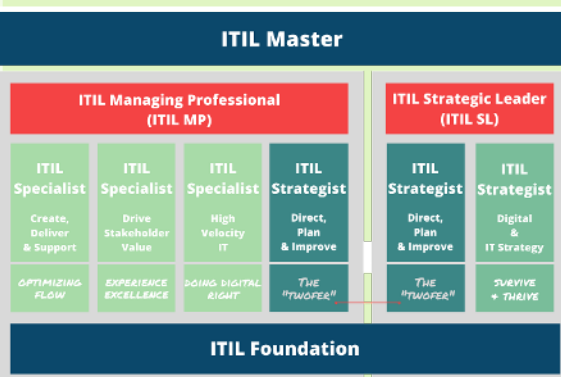 ITIL Master
ITIL Managing Professional
(ITIL MP)
ITIL Strategic Leader
(ITIL SL)
ITIL
Specialist
Create,
Deliver
& Support
OPTIMIZING
FLOW
ITIL
Specialist
Drive
Stakeholder
Value
EXPERIENCE
EXCELLENCE
ITIL
Specialist
High
Velocity
IT
DOING DIGITAL
RIGHT
ITIL
Strategist
Direct,
Plan
& Improve
THE
"TWOFER"
ITIL
Strategist
Direct,
Plan
& Improve
THE
"TWOFER"
ITIL
Strategist
Digital
&
IT Strategy
SURVIVE
+ THRIVE
ITIL Foundation